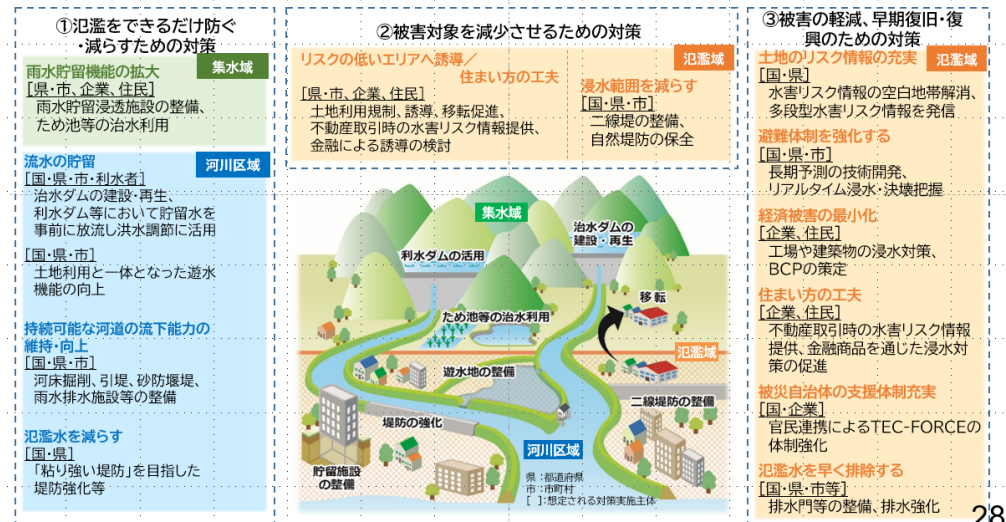 ①氾濫をできるだけ防ぐ
・減らすための対策
雨水貯留機能の拡大
集水域
[県・市、企業、住民]
雨水貯留浸透施設の整備、
ため池等の治水利用
流水の貯留
河川区域
[国・県・市・利水者]
治水ダムの建設・再生、
利水ダム等において貯留水を
事前に放流し洪水調節に活用
[国・県・市]
土地利用と一体となった遊水
機能の向上
持続可能な河道の流下能力の
維持・向上
[国・県・市]
河床掘削、引堤、砂防堰堤、
雨水排水施設等の整備
氾濫水を減らす
[国・県]
「粘り強い堤防」を目指した
堤防強化等
②被害対象を減少させるための対策
リスクの低いエリアへ誘導／
住まい方の工夫
氾濫域
[県・市、企業、住民]
土地利用規制、誘導、移転促進、
不動産取引時の水害リスク情報提供、
金融による誘導の検討
浸水範囲を減らす
[国・県・市]
二線堤の整備、
自然堤防の保全
集水域
治水ダムの
建設・再生
利水ダムの活用
移転
ため池等の治水利用
氾濫域
遊水地の整備
二線堤防の整備
堤防の強化
河川区域
貯留施設
の整備
県：都道府県
市：市町村
[ ]：想定される対策実施主体
③被害の軽減、早期復旧・復
興のための対策
土地のリスク情報の充実
氾濫域
[国・県]
水害リスク情報の空白地帯解消、
多段型水害リスク情報を発信
避難体制を強化する
[国・県・市]
長期予測の技術開発、
リアルタイム浸水・決壊把握
経済被害の最小化
[企業、住民]
工場や建築物の浸水対策、
BCPの策定
住まい方の工夫
[企業、住民]
不動産取引時の水害リスク情報
提供、金融商品を通じた浸水対
策の促進
被災自治体の支援体制充実
[国・企業]
官民連携によるTEC-FORCEの
体制強化
氾濫水を早く排除する
[国・県・市等]
排水門等の整備、排水強化
28